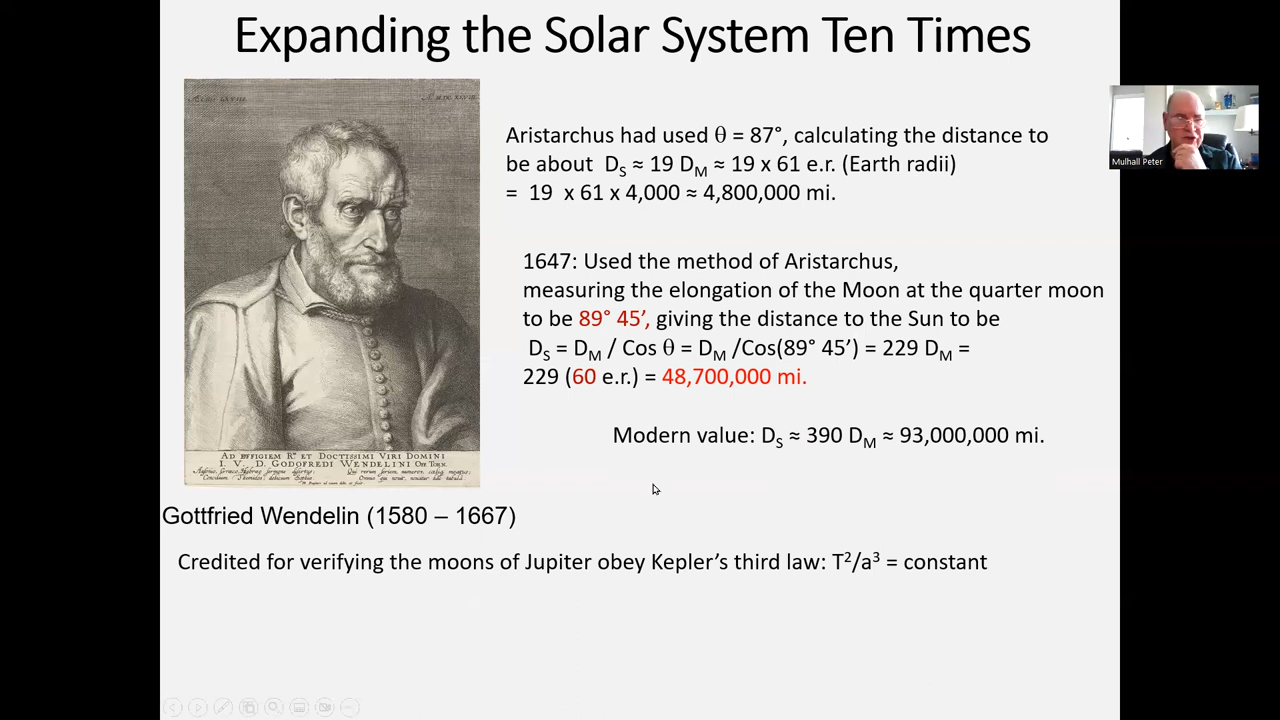 Expanding the Solar System Ten Times
Aristarchus had used θ = 87°, calculating the distance to
be about D_S ≈ 19 D_M ≈ 19 x 61 e.r. (Earth radii)
= 19 x 61 x 4,000 ≈ 4,800,000 mi.
1647: Used the method of Aristarchus,
measuring the elongation of the Moon at the quarter moon
to be 89° 45’, giving the distance to the Sun to be
D_S = D_M / Cos θ = D_M /Cos(89° 45’) = 229 D_M =
229 (60 e.r.) = 48,700,000 mi.
Modern value: D_S ≈ 390 D_M ≈ 93,000,000 mi.
AD EFFIGIEM Rᴰᴵ ET DOCTISSIMI VIRI DOMINI
I. V. D. GODOFREDI WENDELINI
Gottfried Wendelin (1580 – 1667)
Credited for verifying the moons of Jupiter obey Kepler’s third law: T²/a³ = constant
Mulhall Peter